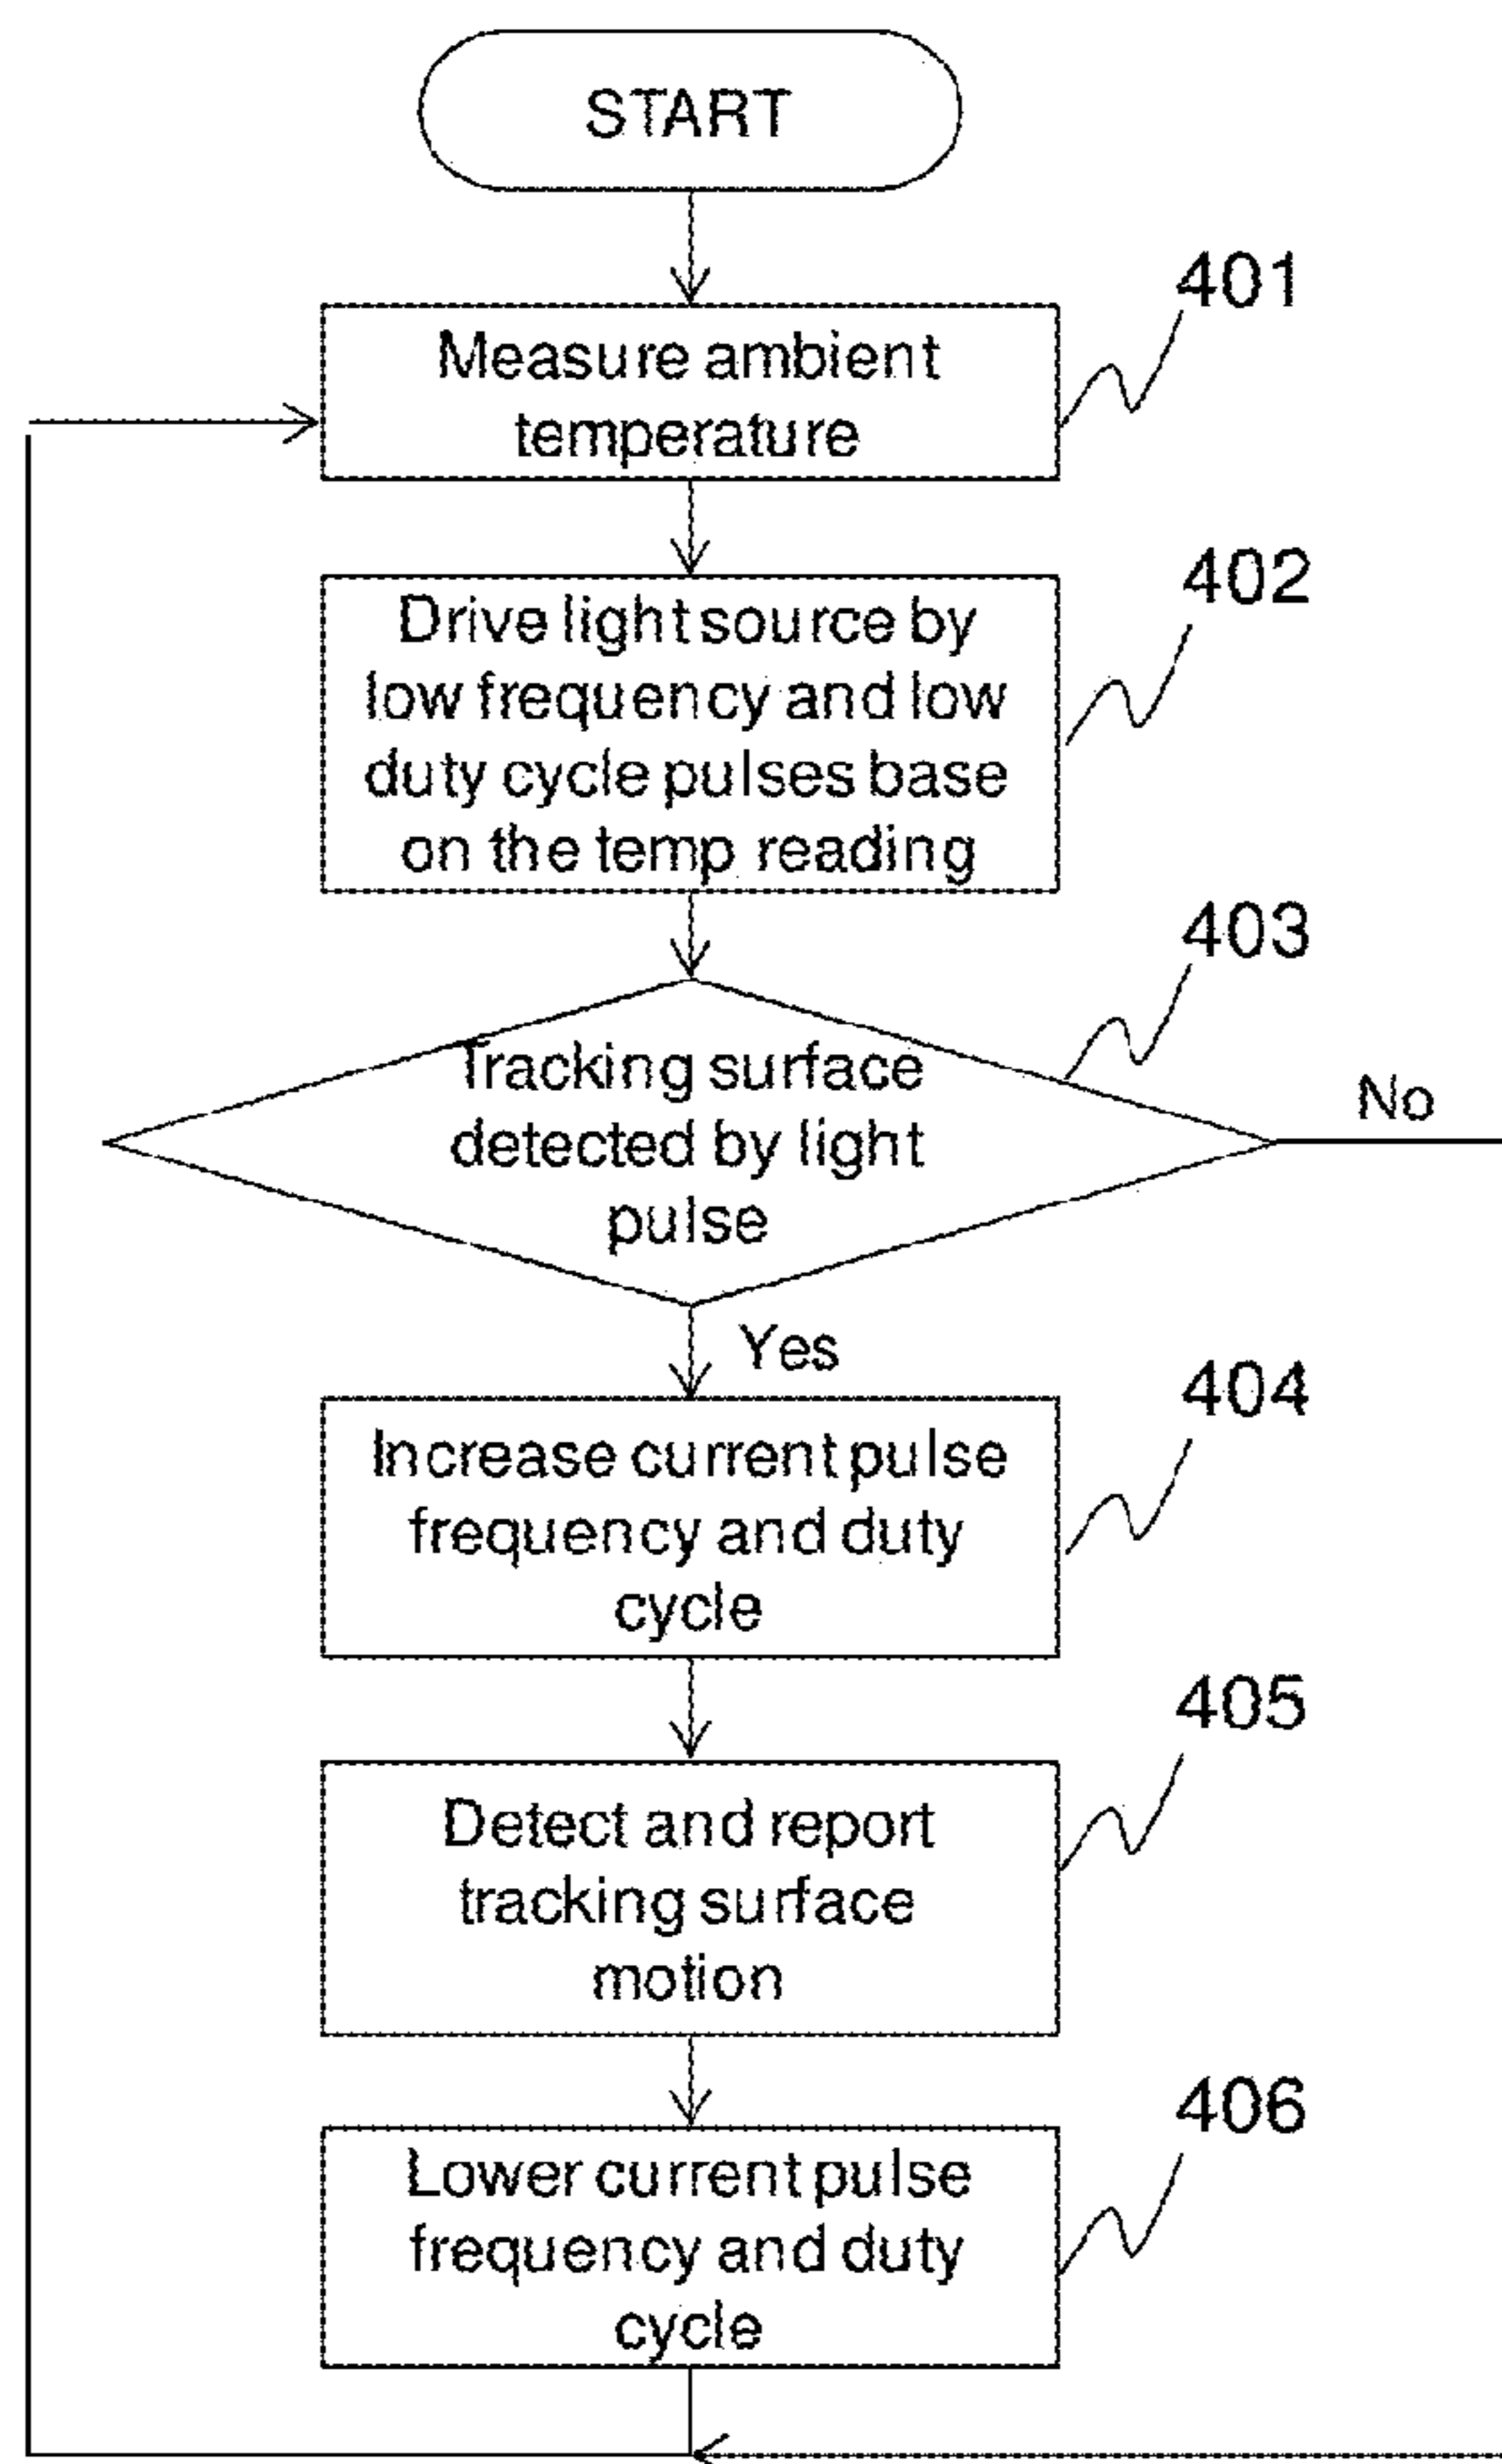 START
401
Measure ambient
temperature
402
Drive light source by
low frequency and low
duty cycle pulses base
on the temp reading
403
Tracking surface
detected by light
pulse
No
Yes
404
Increase current pulse
frequency and duty
cycle
405
Detect and report
tracking surface
motion
406
Lower current pulse
frequency and duty
cycle